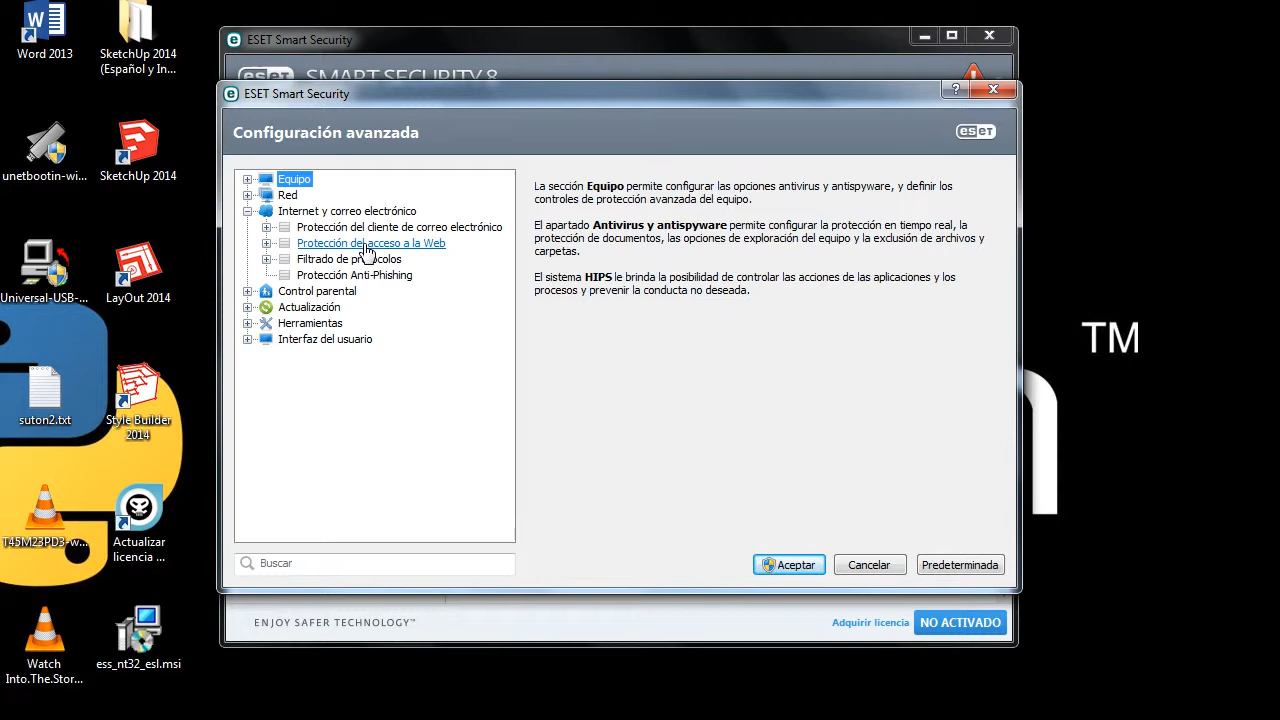 Word 2013
SketchUp 2014
(Español y In...
unetbootin-wi...
SketchUp 2014
Universal-USB-...
LayOut 2014
suton2.txt
Style Builder
2014
T45M23PD3-w...
Actualizar
licencia ...
Watch
Into.The.Stor...
ess_nt32_esl.msi
ESET Smart Security
eset SMART SECURITY 8
ESET Smart Security
?
Configuración avanzada
eset
Equipo
Red
Internet y correo electrónico
Protección del cliente de correo electrónico
Protección del acceso a la Web
Filtrado de protocolos
Protección Anti-Phishing
Control parental
Actualización
Herramientas
Interfaz del usuario
La sección Equipo permite configurar las opciones antivirus y antispyware, y definir los
controles de protección avanzada del equipo.
El apartado Antivirus y antispyware permite configurar la protección en tiempo real, la
protección de documentos, las opciones de exploración del equipo y la exclusión de archivos y
carpetas.
El sistema HIPS le brinda la posibilidad de controlar las acciones de las aplicaciones y los
procesos y prevenir la conducta no deseada.
Buscar
Aceptar
Cancelar
Predeterminada
ENJOY SAFER TECHNOLOGY™
Adquirir licencia
NO ACTIVADO
TM
n